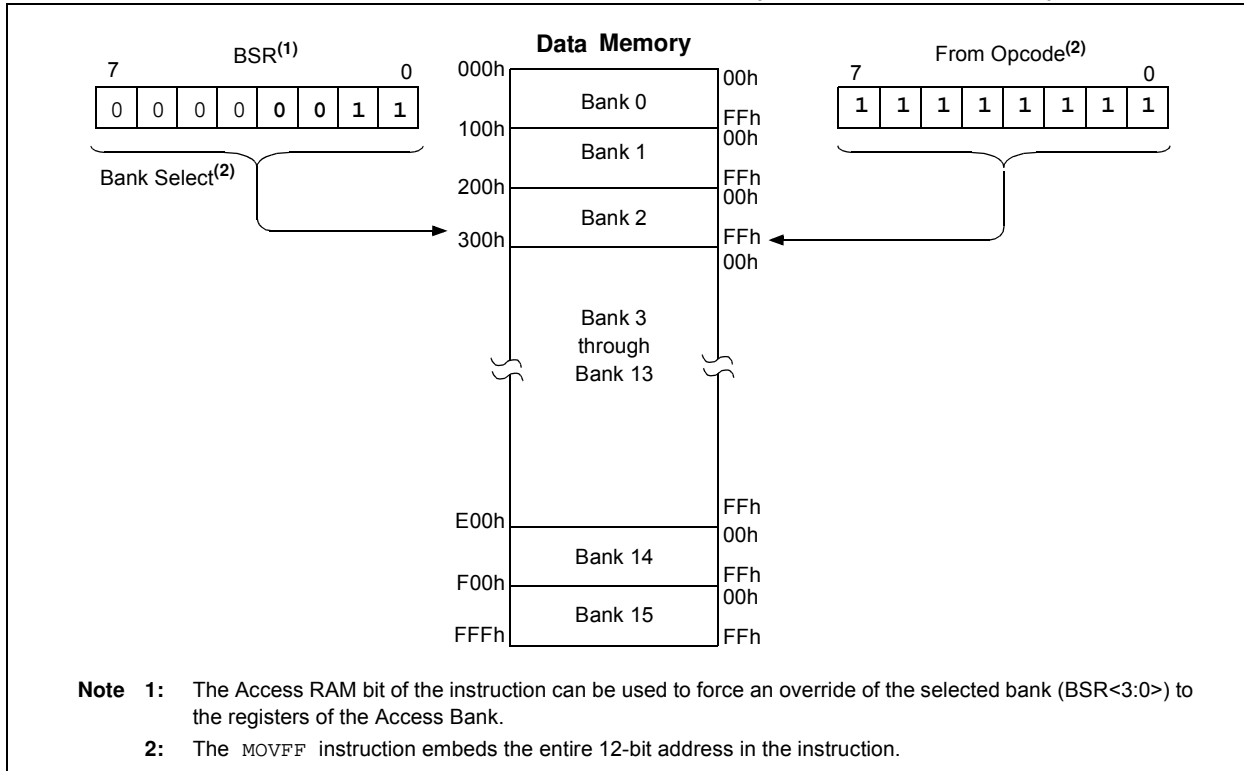 Data Memory
BSR(1)
7 0
0 0 0 0 0 0 1 1
Bank Select(2)
From Opcode(2)
7 0
1 1 1 1 1 1 1 1
000h 00h
Bank 0
FFh
100h 00h
Bank 1
FFh
200h 00h
Bank 2
FFh
300h 00h
Bank 3
through
Bank 13
FFh
E00h 00h
Bank 14
FFh
F00h 00h
Bank 15
FFFh FFh
Note 1: The Access RAM bit of the instruction can be used to force an override of the selected bank (BSR<3:0>) to
the registers of the Access Bank.
2: The MOVFF instruction embeds the entire 12-bit address in the instruction.